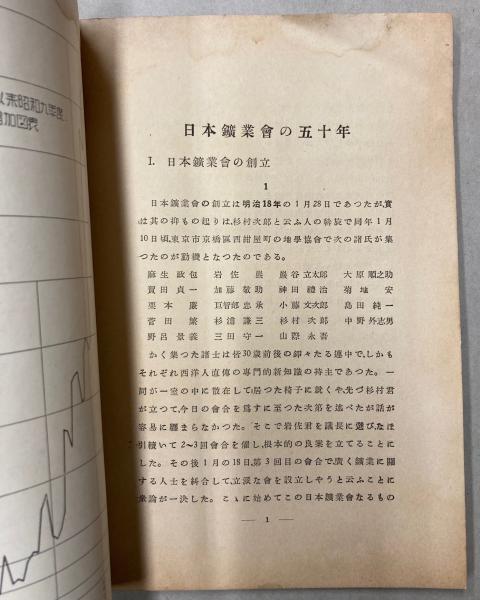 以来昭和九年度
増加図表
日本鑛業會の五十年
I. 日本鑛業會の創立
1
日本鑛業會の創立は明治18年の1月28日であつたが,實
は其の抑もの起りは,杉村次郎と云ふ人の斡旋で同年1月
10日頃,東京市京橋區西紺屋町の地學協會で次の諸氏が集
つたのが動機となつたのである。
麻生政包 岩佐巌 巌谷立太郎 大原順之助
賀田貞一 加藤敬助 神田禮治 菊地安
栗本廉 亘智部忠承 小藤文次郎 島田純一
菅田繁 杉浦謙三 杉村次郎 中野外志男
野呂景義 三田守一 山際永吾
かく集つた諸士は皆30歳前後の錚々たる連中で,しかも
それぞれ西洋人直傳の專門的新知識の持主であつた。一
同が一室の中に散在して居つた椅子に就くや,先づ杉村君
が立つて,今日の會合を爲すに至つた次第を述べたが話が
容易に纒まらなかつた。そこで岩佐君を議長に選び,なほ
引續いて2~3回會合を催し,根本的の良案を立てることに
した。その後1月の18日,第3回目の會合で,廣く鑛業に關
する人士を糾合して,立派な會を設立しやうと云ふことに
衆論が一決した。こゝに始めてこの日本鑛業會なるもの
— 1 —